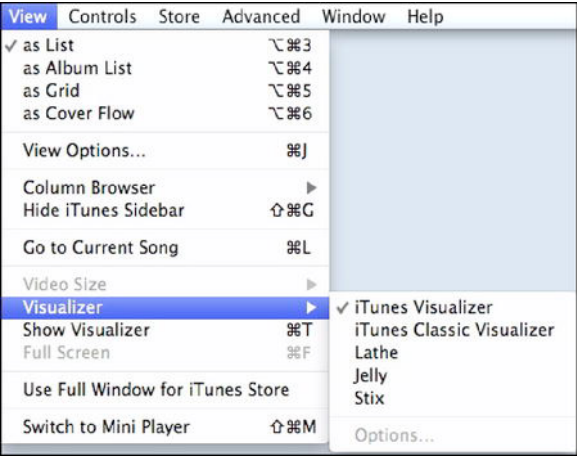 View Controls Store Advanced Window Help
✓ as List ⌥⌘3
as Album List ⌥⌘4
as Grid ⌥⌘5
as Cover Flow ⌥⌘6
View Options... ⌘J
Column Browser ▶
Hide iTunes Sidebar ⇧⌘G
Go to Current Song ⌘L
Video Size ▶
Visualizer ▶
Show Visualizer ⌘T
Full Screen ⌘F
Use Full Window for iTunes Store
Switch to Mini Player ⇧⌘M
✓ iTunes Visualizer
iTunes Classic Visualizer
Lathe
Jelly
Stix
Options...